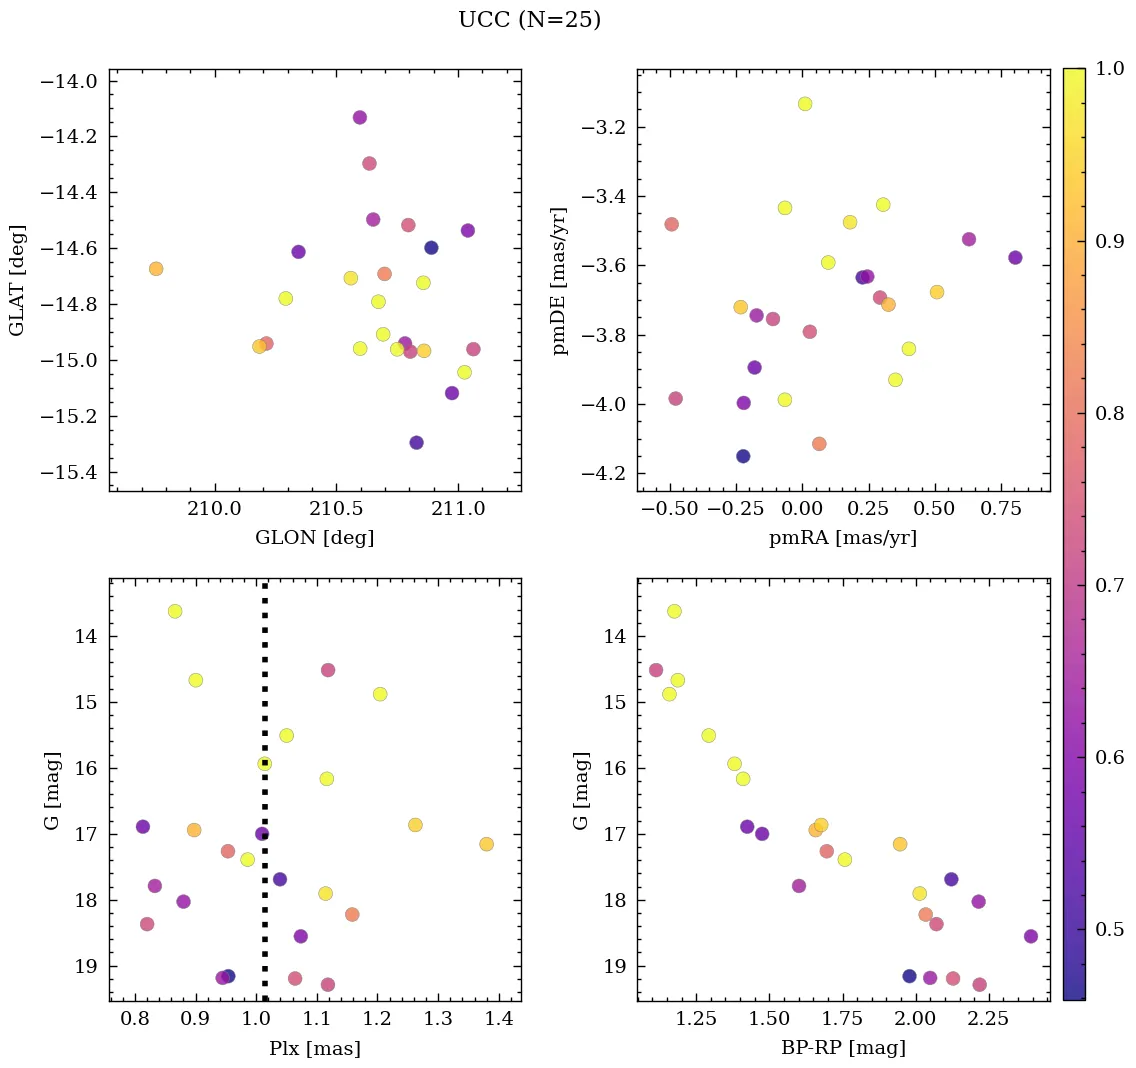 UCC (N=25)
−14.0
−14.2
−14.4
−14.6
−14.8
−15.0
−15.2
−15.4
GLAT [deg]
210.0 210.5 211.0
GLON [deg]
−3.2
−3.4
−3.6
−3.8
−4.0
−4.2
pmDE [mas/yr]
−0.50 −0.25 0.00 0.25 0.50 0.75
pmRA [mas/yr]
14
15
16
17
18
19
G [mag]
0.8 0.9 1.0 1.1 1.2 1.3 1.4
Plx [mas]
14
15
16
17
18
19
G [mag]
1.25 1.50 1.75 2.00 2.25
BP-RP [mag]
1.0
0.9
0.8
0.7
0.6
0.5